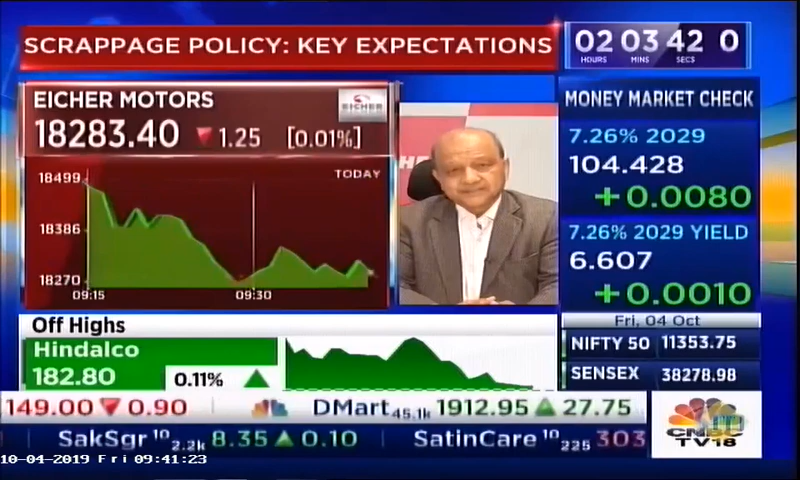 SCRAPPAGE POLICY: KEY EXPECTATIONS
02 03 42 0
HOURS MINS SECS
EICHER MOTORS
18283.40 ▼ 1.25 [0.01%]
EICHER
TODAY
18499
18386
18270
09:15 09:30
MONEY MARKET CHECK
7.26% 2029
104.428
+0.0080
7.26% 2029 YIELD
6.607
+0.0010
Fri, 04 Oct
NIFTY 50 11353.75
SENSEX 38278.98
Off Highs
Hindalco
182.80 0.11% ▲
149.00 ▼ 0.90 DMart 45.1k 1912.95 ▲ 27.75
SakSgr 10 2.2k 8.35 ▲ 0.10 SatinCare 10 225 303
CNBC
TV18
10-04-2019 Fri 09:41:23